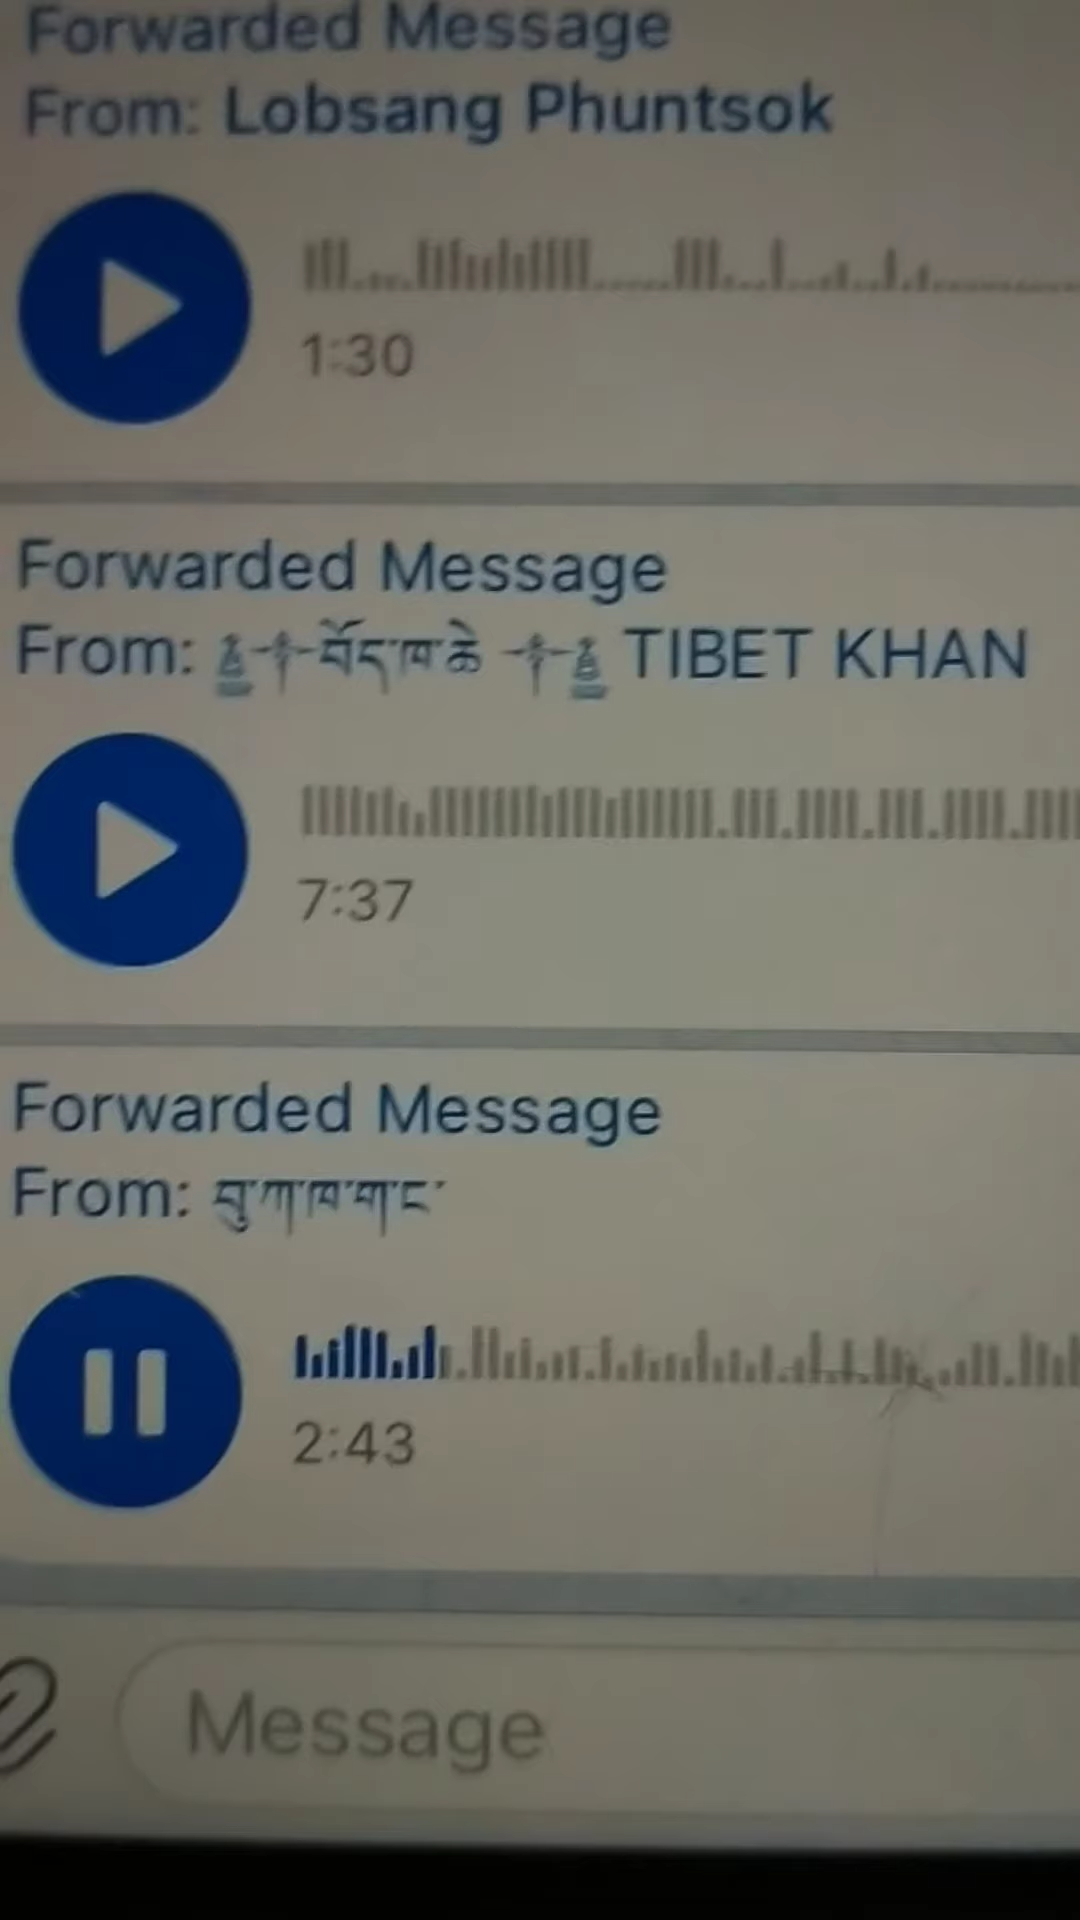 Forwarded Message
From: Lobsang Phuntsok
1:30
Forwarded Message
From: བོད་ཁ་ཆེ TIBET KHAN
7:37
Forwarded Message
From: བུ་ཀ་ཁ་ག་ང་
2:43
Message